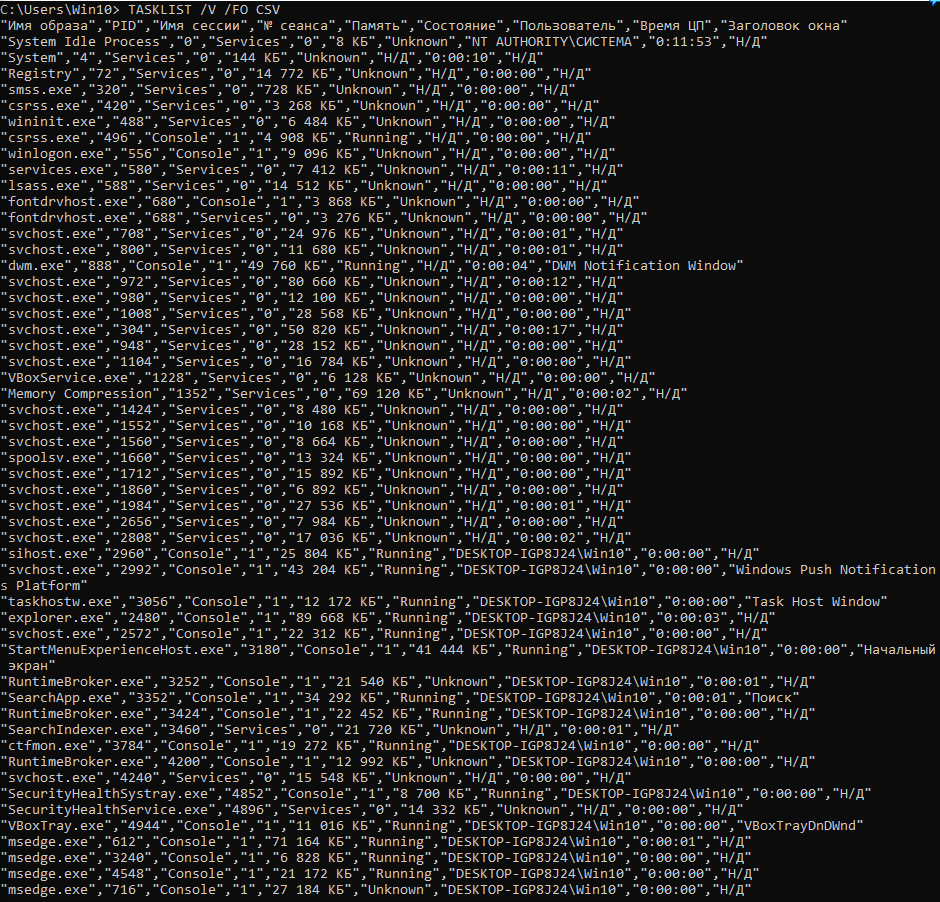 C:\Users\Win10> TASKLIST /V /FO CSV
"Имя образа","PID","Имя сессии","№ сеанса","Память","Состояние","Пользователь","Время ЦП","Заголовок окна"
"System Idle Process","0","Services","0","8 КБ","Unknown","NT AUTHORITY\СИСТЕМА","0:11:53","Н/Д"
"System","4","Services","0","144 КБ","Unknown","Н/Д","0:00:10","Н/Д"
"Registry","72","Services","0","14 772 КБ","Unknown","Н/Д","0:00:00","Н/Д"
"smss.exe","320","Services","0","728 КБ","Unknown","Н/Д","0:00:00","Н/Д"
"csrss.exe","420","Services","0","3 268 КБ","Unknown","Н/Д","0:00:00","Н/Д"
"wininit.exe","488","Services","0","6 484 КБ","Unknown","Н/Д","0:00:00","Н/Д"
"csrss.exe","496","Console","1","4 908 КБ","Running","Н/Д","0:00:00","Н/Д"
"winlogon.exe","556","Console","1","9 096 КБ","Unknown","Н/Д","0:00:00","Н/Д"
"services.exe","580","Services","0","7 412 КБ","Unknown","Н/Д","0:00:11","Н/Д"
"lsass.exe","588","Services","0","14 512 КБ","Unknown","Н/Д","0:00:00","Н/Д"
"fontdrvhost.exe","680","Console","1","3 868 КБ","Unknown","Н/Д","0:00:00","Н/Д"
"fontdrvhost.exe","688","Services","0","3 276 КБ","Unknown","Н/Д","0:00:00","Н/Д"
"svchost.exe","708","Services","0","24 976 КБ","Unknown","Н/Д","0:00:01","Н/Д"
"svchost.exe","800","Services","0","11 680 КБ","Unknown","Н/Д","0:00:01","Н/Д"
"dwm.exe","888","Console","1","49 760 КБ","Running","Н/Д","0:00:04","DWM Notification Window"
"svchost.exe","972","Services","0","80 660 КБ","Unknown","Н/Д","0:00:12","Н/Д"
"svchost.exe","980","Services","0","12 100 КБ","Unknown","Н/Д","0:00:00","Н/Д"
"svchost.exe","1008","Services","0","28 568 КБ","Unknown","Н/Д","0:00:00","Н/Д"
"svchost.exe","304","Services","0","50 820 КБ","Unknown","Н/Д","0:00:17","Н/Д"
"svchost.exe","948","Services","0","28 152 КБ","Unknown","Н/Д","0:00:00","Н/Д"
"svchost.exe","1104","Services","0","16 784 КБ","Unknown","Н/Д","0:00:00","Н/Д"
"VBoxService.exe","1228","Services","0","6 128 КБ","Unknown","Н/Д","0:00:00","Н/Д"
"Memory Compression","1352","Services","0","69 120 КБ","Unknown","Н/Д","0:00:02","Н/Д"
"svchost.exe","1424","Services","0","8 480 КБ","Unknown","Н/Д","0:00:00","Н/Д"
"svchost.exe","1552","Services","0","10 168 КБ","Unknown","Н/Д","0:00:00","Н/Д"
"svchost.exe","1560","Services","0","8 664 КБ","Unknown","Н/Д","0:00:00","Н/Д"
"spoolsv.exe","1660","Services","0","13 324 КБ","Unknown","Н/Д","0:00:00","Н/Д"
"svchost.exe","1712","Services","0","15 892 КБ","Unknown","Н/Д","0:00:00","Н/Д"
"svchost.exe","1860","Services","0","6 892 КБ","Unknown","Н/Д","0:00:00","Н/Д"
"svchost.exe","1984","Services","0","27 536 КБ","Unknown","Н/Д","0:00:01","Н/Д"
"svchost.exe","2656","Services","0","7 984 КБ","Unknown","Н/Д","0:00:00","Н/Д"
"svchost.exe","2808","Services","0","17 036 КБ","Unknown","Н/Д","0:00:02","Н/Д"
"sihost.exe","2960","Console","1","25 804 КБ","Running","DESKTOP-IGP8J24\Win10","0:00:00","Н/Д"
"svchost.exe","2992","Console","1","43 204 КБ","Running","DESKTOP-IGP8J24\Win10","0:00:00","Windows Push Notification
s Platform"
"taskhostw.exe","3056","Console","1","12 172 КБ","Running","DESKTOP-IGP8J24\Win10","0:00:00","Task Host Window"
"explorer.exe","2480","Console","1","89 668 КБ","Running","DESKTOP-IGP8J24\Win10","0:00:03","Н/Д"
"svchost.exe","2572","Console","1","22 312 КБ","Running","DESKTOP-IGP8J24\Win10","0:00:00","Н/Д"
"StartMenuExperienceHost.exe","3180","Console","1","41 444 КБ","Running","DESKTOP-IGP8J24\Win10","0:00:00","Начальный
 экран"
"RuntimeBroker.exe","3252","Console","1","21 540 КБ","Unknown","DESKTOP-IGP8J24\Win10","0:00:01","Н/Д"
"SearchApp.exe","3352","Console","1","34 292 КБ","Running","DESKTOP-IGP8J24\Win10","0:00:01","Поиск"
"RuntimeBroker.exe","3424","Console","1","22 452 КБ","Running","DESKTOP-IGP8J24\Win10","0:00:00","Н/Д"
"SearchIndexer.exe","3460","Services","0","21 720 КБ","Unknown","Н/Д","0:00:01","Н/Д"
"ctfmon.exe","3784","Console","1","19 272 КБ","Running","DESKTOP-IGP8J24\Win10","0:00:00","Н/Д"
"RuntimeBroker.exe","4200","Console","1","12 992 КБ","Unknown","DESKTOP-IGP8J24\Win10","0:00:00","Н/Д"
"svchost.exe","4240","Services","0","15 548 КБ","Unknown","Н/Д","0:00:00","Н/Д"
"SecurityHealthSystray.exe","4852","Console","1","8 700 КБ","Running","DESKTOP-IGP8J24\Win10","0:00:00","Н/Д"
"SecurityHealthService.exe","4896","Services","0","14 332 КБ","Unknown","Н/Д","0:00:00","Н/Д"
"VBoxTray.exe","4944","Console","1","11 016 КБ","Running","DESKTOP-IGP8J24\Win10","0:00:00","VBoxTrayDnDWnd"
"msedge.exe","612","Console","1","71 164 КБ","Running","DESKTOP-IGP8J24\Win10","0:00:01","Н/Д"
"msedge.exe","3240","Console","1","6 828 КБ","Running","DESKTOP-IGP8J24\Win10","0:00:00","Н/Д"
"msedge.exe","4548","Console","1","21 172 КБ","Running","DESKTOP-IGP8J24\Win10","0:00:00","Н/Д"
"msedge.exe","716","Console","1","27 184 КБ","Unknown","DESKTOP-IGP8J24\Win10","0:00:00","Н/Д"